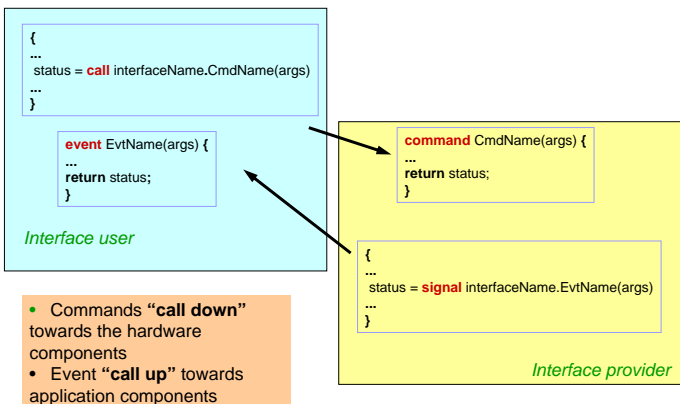 {
...
status = call interfaceName.CmdName(args)
...
}
event EvtName(args) {
...
return status;
}
Interface user
command CmdName(args) {
...
return status;
}
{
...
status = signal interfaceName.EvtName(args)
...
}
Interface provider
• Commands “call down”
towards the hardware
components
• Event “call up” towards
application components